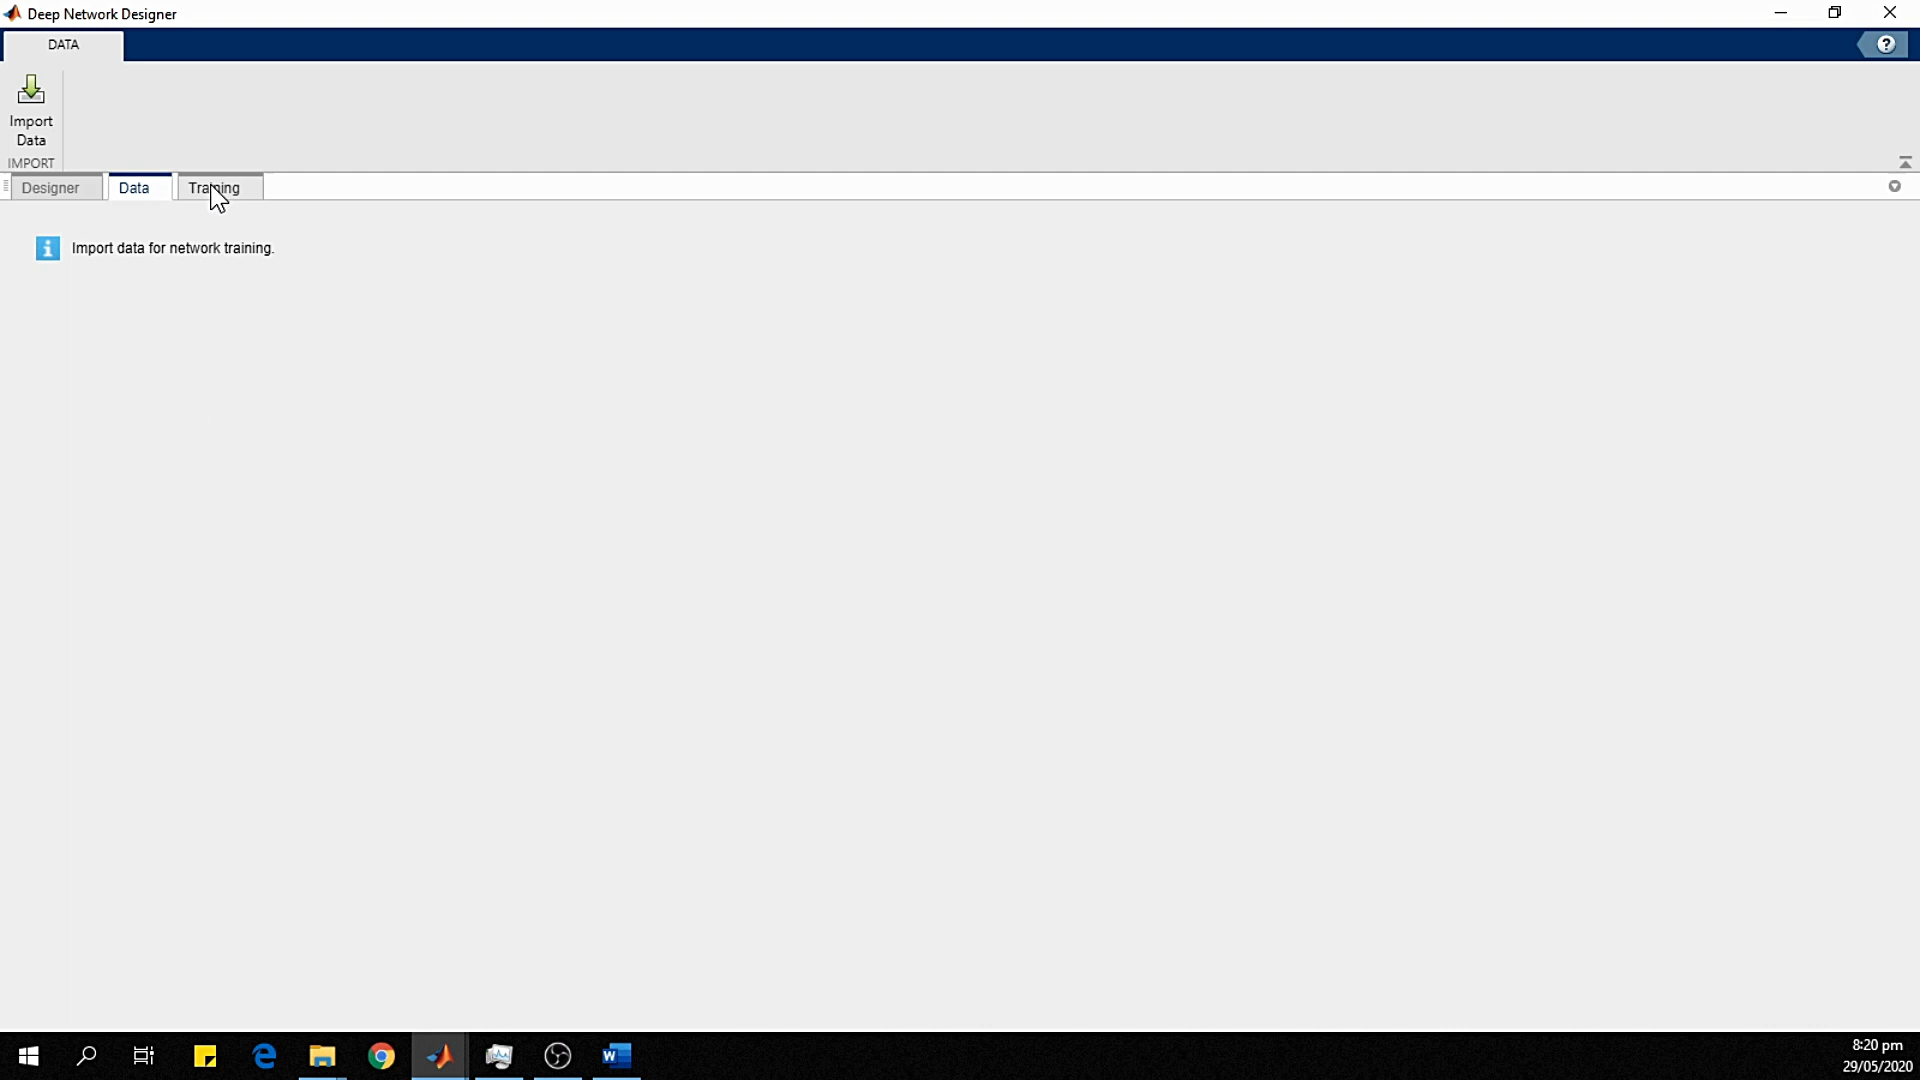 Deep Network Designer
DATA
?
Import
Data
IMPORT
Designer
Data
Training
i
Import data for network training.
8:20 pm
29/05/2020